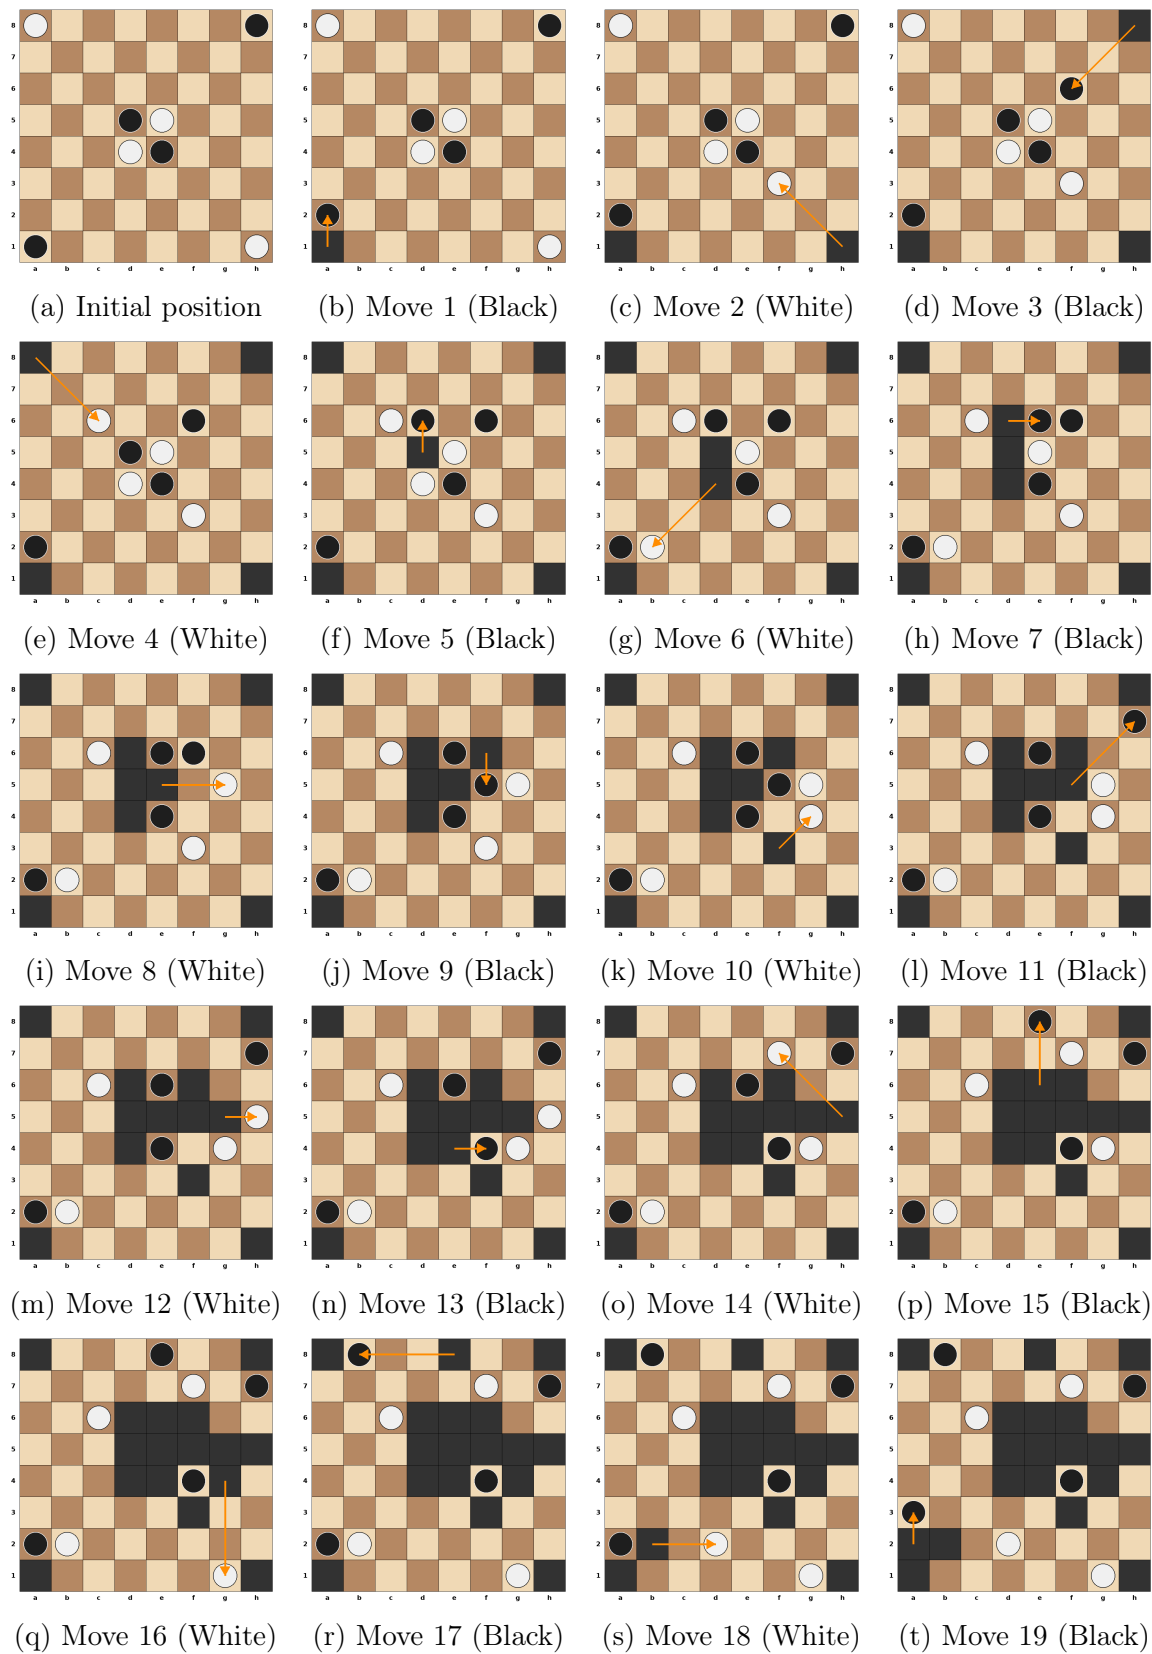 (a) Initial position (b) Move 1 (Black) (c) Move 2 (White) (d) Move 3 (Black)
(e) Move 4 (White) (f) Move 5 (Black) (g) Move 6 (White) (h) Move 7 (Black)
(i) Move 8 (White) (j) Move 9 (Black) (k) Move 10 (White) (l) Move 11 (Black)
(m) Move 12 (White) (n) Move 13 (Black) (o) Move 14 (White) (p) Move 15 (Black)
(q) Move 16 (White) (r) Move 17 (Black) (s) Move 18 (White) (t) Move 19 (Black)